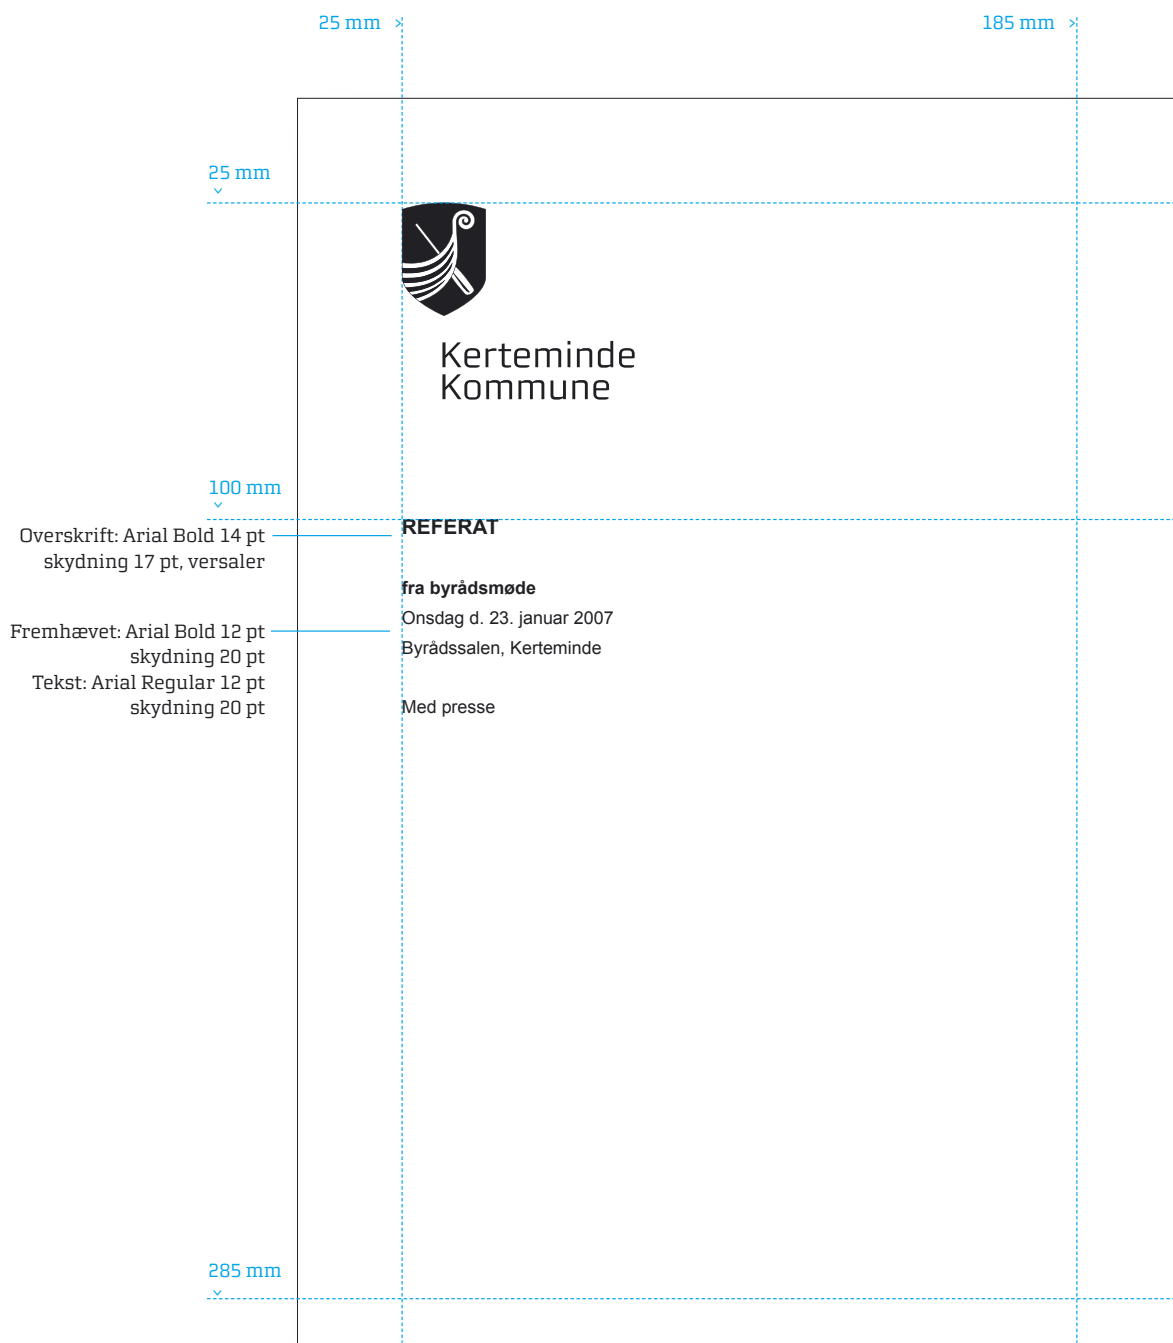 25 mm
185 mm
25 mm
Kerteminde
Kommune
100 mm
Overskrift: Arial Bold 14 pt
skydning 17 pt, versaler
REFERAT
fra byrådsmøde
Onsdag d. 23. januar 2007
Byrådssalen, Kerteminde
Fremhævet: Arial Bold 12 pt
skydning 20 pt
Tekst: Arial Regular 12 pt
skydning 20 pt
Med presse
285 mm